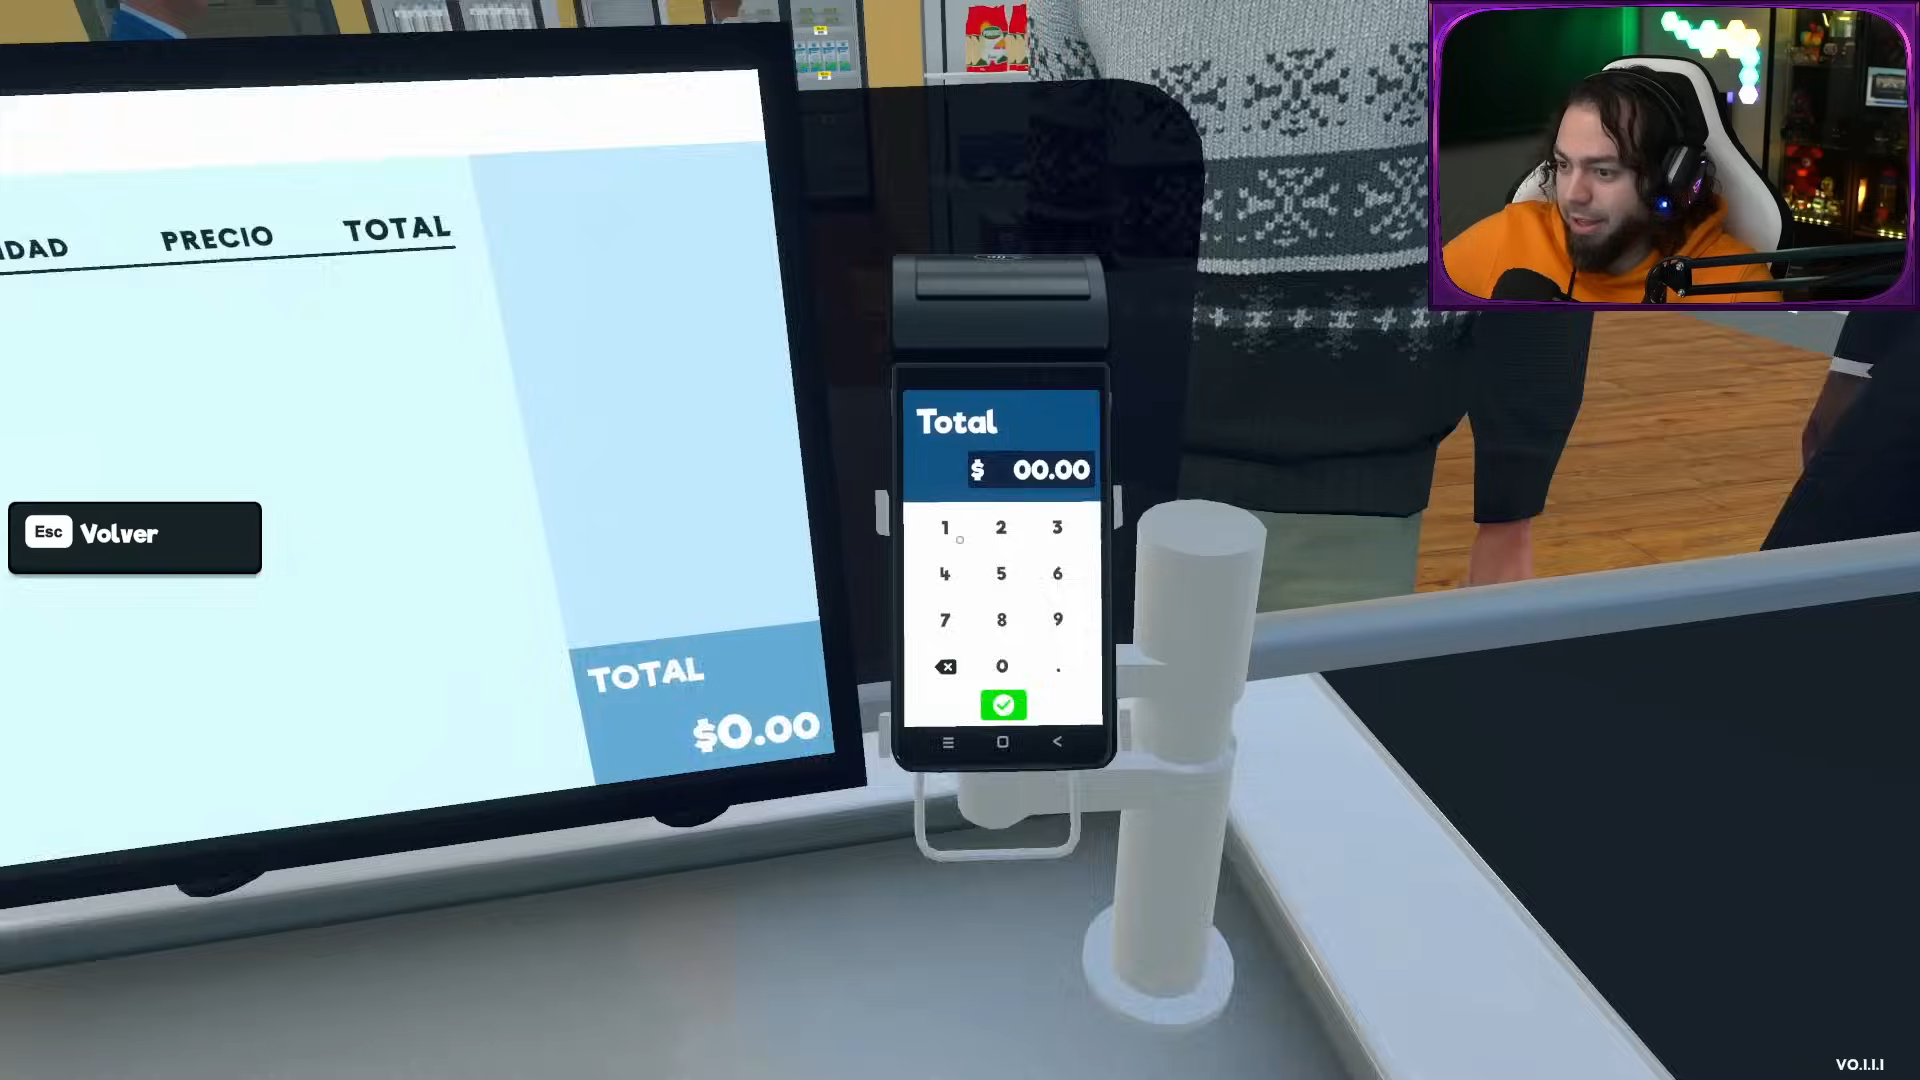 IDAD PRECIO TOTAL
Esc Volver
TOTAL
$0.00
Total
$ 00.00
1 2 3
4 5 6
7 8 9
0 .
V0.1.1.1